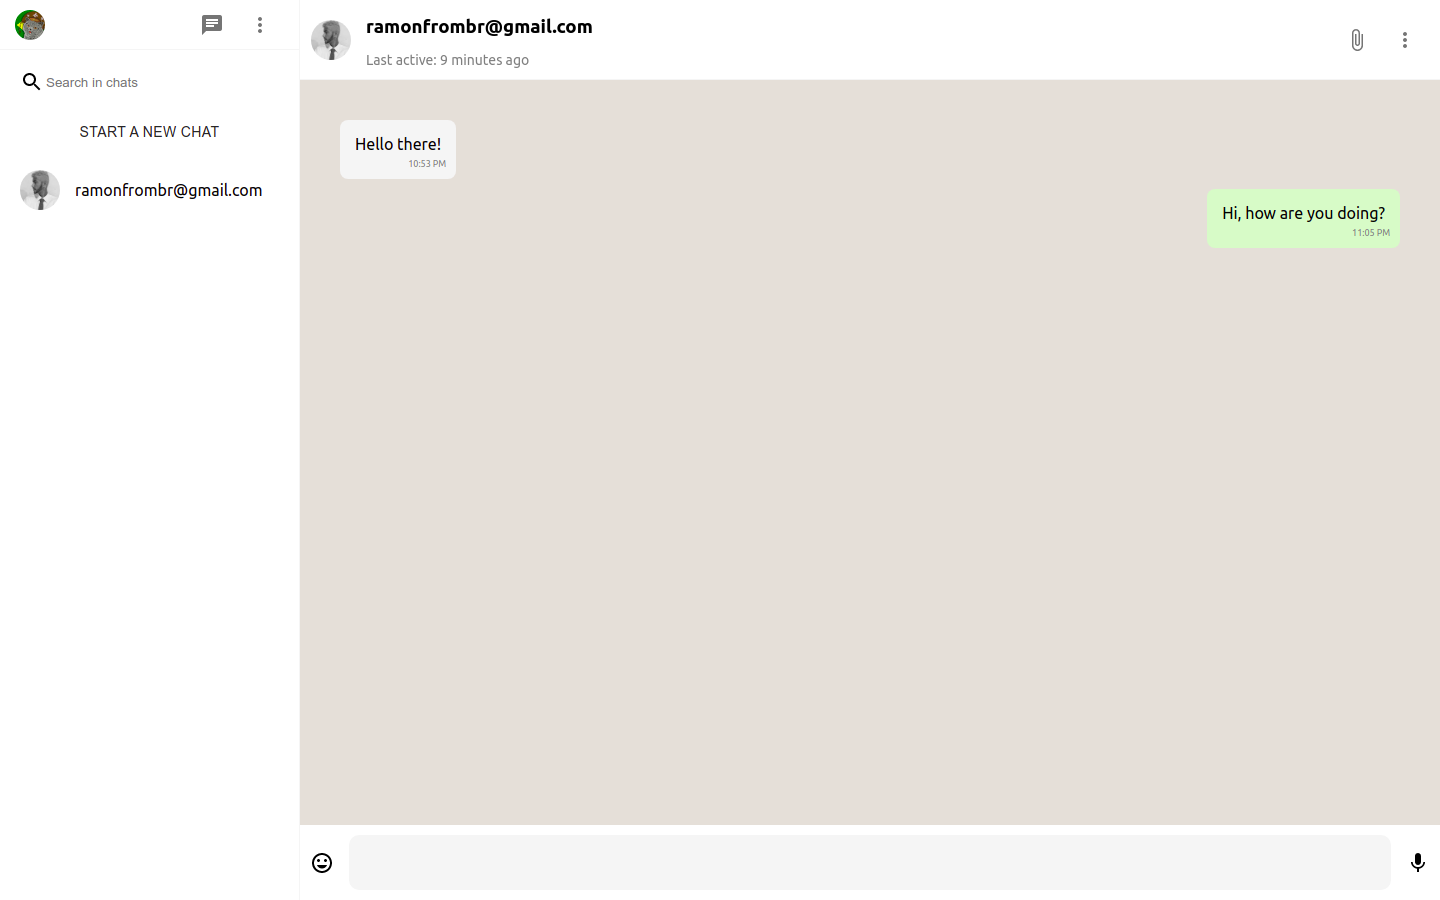 Search in chats
START A NEW CHAT
ramonfrombr@gmail.com
ramonfrombr@gmail.com
Last active: 9 minutes ago
Hello there!
10:53 PM
Hi, how are you doing?
11:05 PM